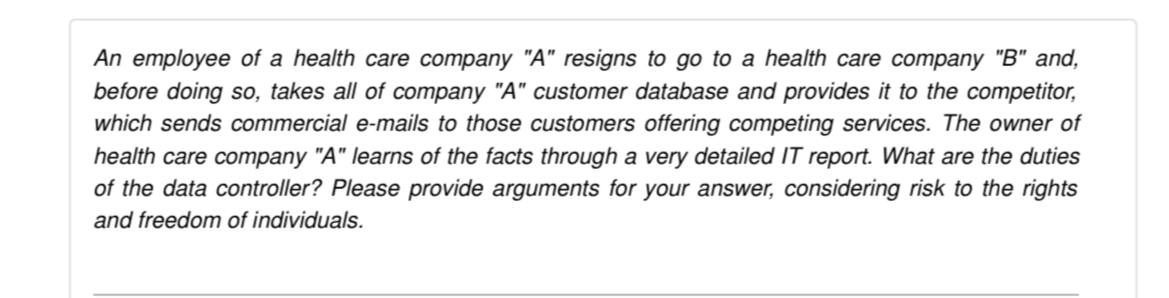 An employee of a health care company "A" resigns to go to a health care company "B" and,
before doing so, takes all of company "A" customer database and provides it to the competitor,
which sends commercial e-mails to those customers offering competing services. The owner of
health care company "A" learns of the facts through a very detailed IT report. What are the duties
of the data controller? Please provide arguments for your answer, considering risk to the rights
and freedom of individuals.